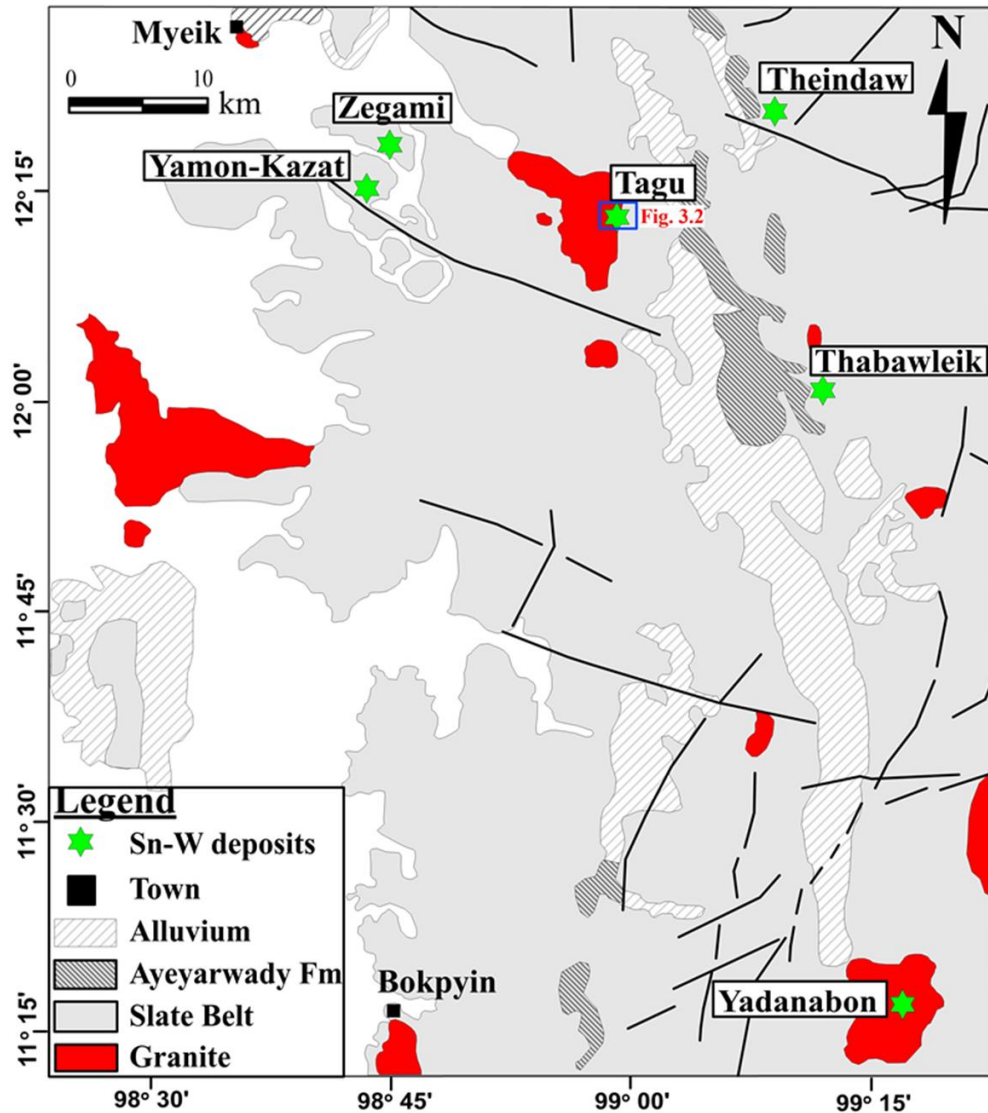 Myeik
N
0 10
km
Theindaw
Zegami
Yamon-Kazat
Tagu
Fig. 3.2
Thabawleik
12° 15'
12° 00'
11° 45'
11° 30'
11° 15'
Legend
Sn-W deposits
Town
Alluvium
Ayeyarwady Fm
Slate Belt
Granite
Bokpyin
Yadanabon
98° 30' 98° 45' 99° 00' 99° 15'